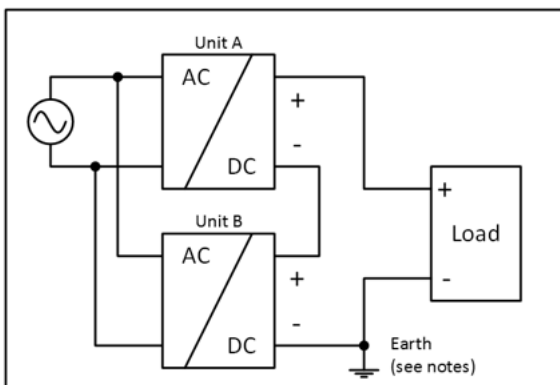 Unit A
AC
+
-
DC
Unit B
AC
+
-
DC
+
Load
-
Earth
(see notes)